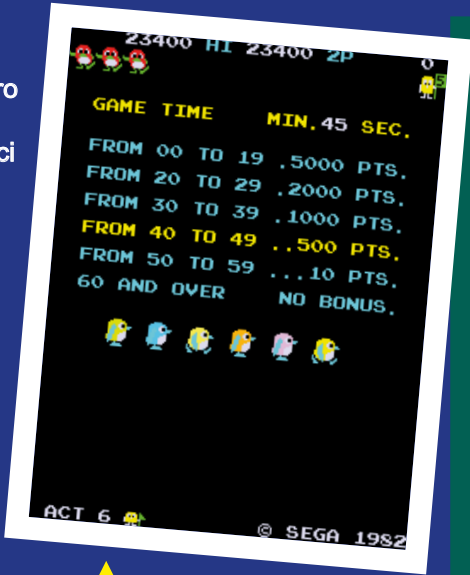 ro
ci
23400 HI 23400 2P 0
5
GAME TIME MIN.45 SEC.
FROM 00 TO 19 .5000 PTS.
FROM 20 TO 29 .2000 PTS.
FROM 30 TO 39 .1000 PTS.
FROM 40 TO 49 ..500 PTS.
FROM 50 TO 59 ...10 PTS.
60 AND OVER NO BONUS.
ACT 6
© SEGA 1982